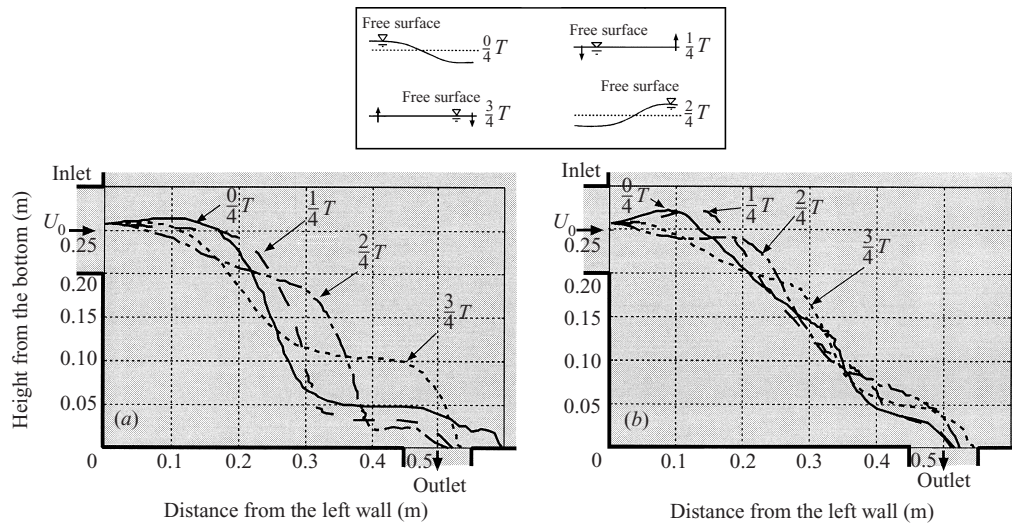 Free surface
0/4 T
Free surface
1/4 T
Free surface
3/4 T
Free surface
2/4 T
Inlet
U0
0.25
0.20
0.15
0.10
0.05
Height from the bottom (m)
0/4 T
1/4 T
2/4 T
3/4 T
(a)
0
0.1
0.2
0.3
0.4
0.5
Outlet
Distance from the left wall (m)
Inlet
U0
0.25
0.20
0.15
0.10
0.05
0/4 T
1/4 T
2/4 T
3/4 T
(b)
0
0.1
0.2
0.3
0.4
0.5
Outlet
Distance from the left wall (m)